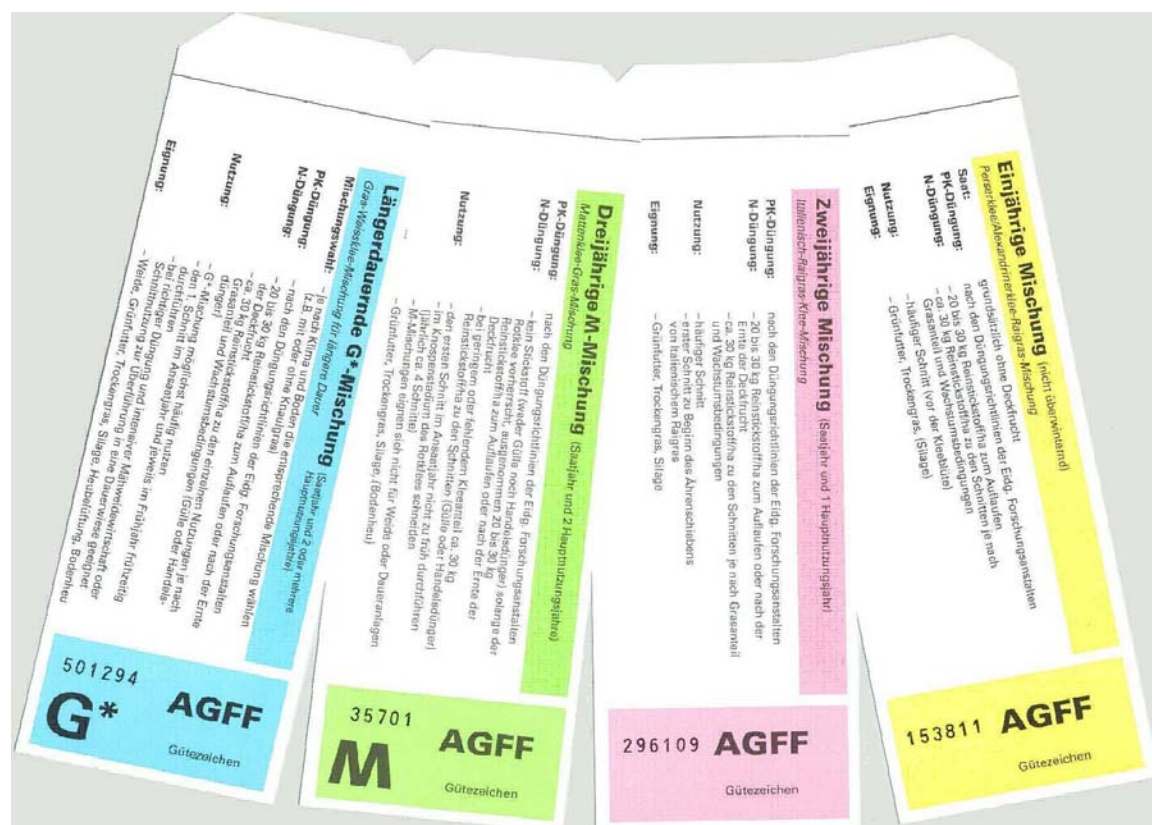 Längerdauernde G*-Mischung (Saatjahr und 2 oder mehrere Hauptnutzungsjahre)
Gras-Weissklee-Mischung für längere Dauer
Mischungswahl: – je nach Klima und Boden die entsprechende Mischung wählen
(z.B. mit oder ohne Knaulgras)
PK-Düngung: – nach den Düngungsrichtlinien der Eidg. Forschungsanstalten
N-Düngung: – 20 bis 30 kg Reinstickstoff/ha zum Auflaufen oder nach der Ernte
der Deckfrucht
– ca. 30 kg Reinstickstoff/ha zu den einzelnen Nutzungen je nach
Grasanteil und Wachstumsbedingungen (Gülle oder Handels-
dünger)
Nutzung: – G*-Mischung möglichst häufig nutzen
– den 1. Schnitt im Ansaatjahr und jeweils im Frühjahr frühzeitig
durchführen
– bei richtiger Düngung und intensiver Mähweidewirtschaft oder
Schnittnutzung zur Überführung in eine Dauerwiese geeignet
Eignung: – Weide, Grünfutter, Trockengras, Silage, Heubelüftung, Bodenheu
501294
G* AGFF
Gütezeichen
Dreijährige M-Mischung (Saatjahr und 2 Hauptnutzungsjahre)
Mattenklee-Gras-Mischung
PK-Düngung: nach den Düngungsrichtlinien der Eidg. Forschungsanstalten
N-Düngung: – kein Stickstoff (weder Gülle noch Handelsdünger) solange der
Rotklee vorherrscht, ausgenommen 20 bis 30 kg
Reinstickstoff/ha zum Auflaufen oder nach der Ernte der
Deckfrucht
– bei geringem oder fehlendem Kleeanteil ca. 30 kg
Reinstickstoff/ha zu den Schnitten (Gülle oder Handelsdünger)
Nutzung: – den ersten Schnitt im Ansaatjahr nicht zu früh durchführen
– im Knospenstadium des Rotklees schneiden
(jährlich ca. 4 Schnitte)
– M-Mischungen eignen sich nicht für Weide oder Daueranlagen
– Grünfutter, Trockengras, Silage, (Bodenheu)
35701
M AGFF
Gütezeichen
Zweijährige Mischung (Saatjahr und 1 Hauptnutzungsjahr)
Italienisch-Raigras-Klee-Mischung
PK-Düngung: nach den Düngungsrichtlinien der Eidg. Forschungsanstalten
N-Düngung: – 20 bis 30 kg Reinstickstoff/ha zum Auflaufen oder nach der
Ernte der Deckfrucht
– ca. 30 kg Reinstickstoff/ha zu den Schnitten je nach Grasanteil
und Wachstumsbedingungen
Nutzung: – häufiger Schnitt
– erster Schnitt zu Beginn des Ährenschiebens
von Italienischem Raigras
Eignung: – Grünfutter, Trockengras, Silage
296109 AGFF
Gütezeichen
Einjährige Mischung (nicht überwinternd)
Perserklee/Alexandrinerklee-Raigras-Mischung
Saat: grundsätzlich ohne Deckfrucht
PK-Düngung: nach den Düngungsrichtlinien der Eidg. Forschungsanstalten
N-Düngung: – 20 bis 30 kg Reinstickstoff/ha zum Auflaufen
– ca. 30 kg Reinstickstoff/ha zu den Schnitten je nach
Grasanteil und Wachstumsbedingungen
Nutzung: – häufiger Schnitt (vor der Kleeblüte)
Eignung: – Grünfutter, Trockengras, (Silage)
153811 AGFF
Gütezeichen